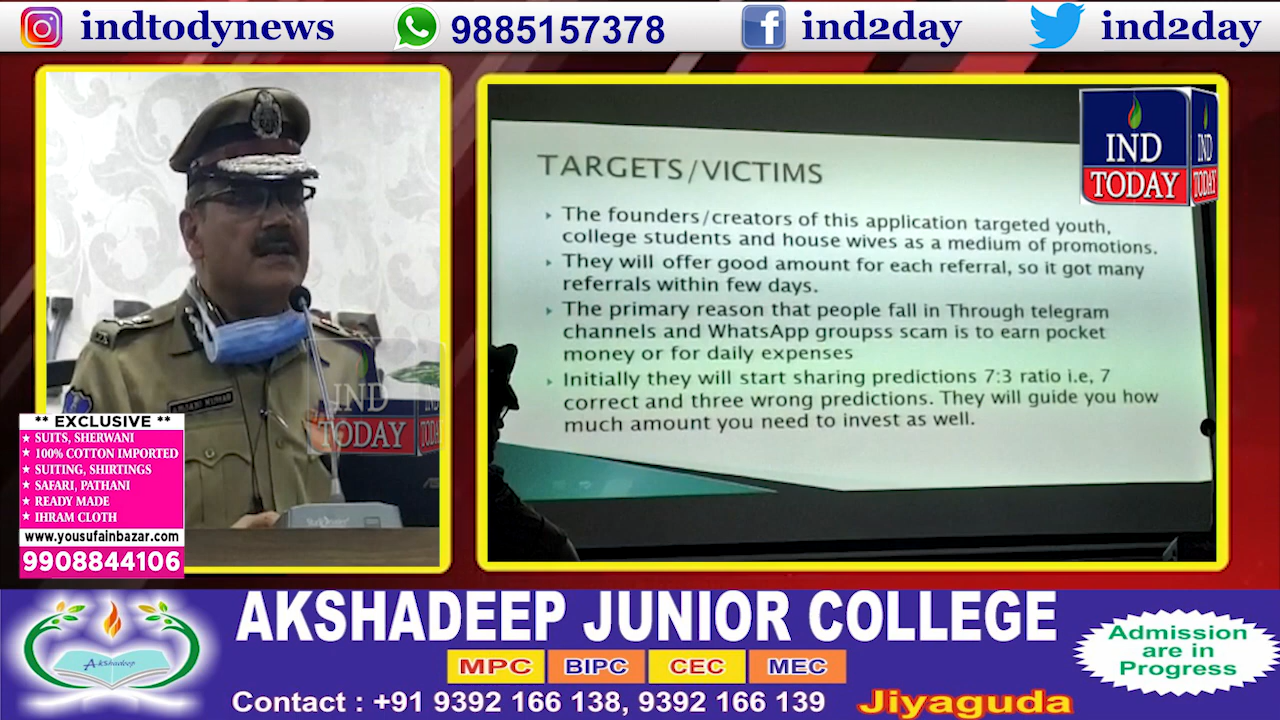 indtodynews
9885157378
ind2day
ind2day
IND
TODAY
IND
TODAY
TARGETS/VICTIMS
The founders/creators of this application targeted youth,
college students and house wives as a medium of promotions.
They will offer good amount for each referral, so it got many
referrals within few days.
The primary reason that people fall in Through telegram
channels and WhatsApp groupss scam is to earn pocket
money or for daily expenses
Initially they will start sharing predictions 7:3 ratio i.e, 7
correct and three wrong predictions. They will guide you how
much amount you need to invest as well.
IND
TODAY
** EXCLUSIVE **
★ SUITS, SHERWANI
★ 100% COTTON IMPORTED
★ SUITING, SHIRTINGS
★ SAFARI, PATHANI
★ READY MADE
★ IHRAM CLOTH
www.yousufainbazar.com
9908844106
AKSHADEEP JUNIOR COLLEGE
MPC BIPC CEC MEC
Contact : +91 9392 166 138, 9392 166 139
Jiyaguda
Akshadeep
Admission
are in
Progress